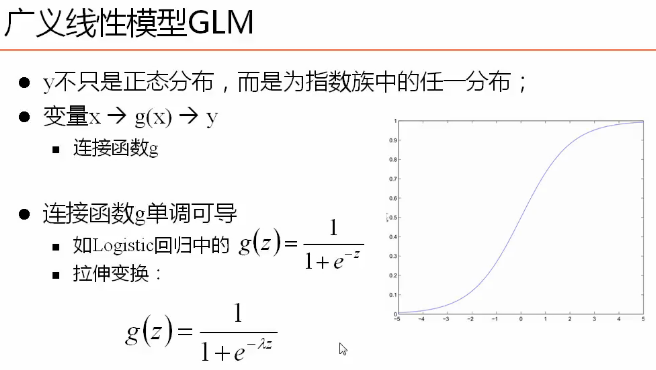 广义线性模型GLM
● y不只是正态分布，而是为指数族中的任一分布；
● 变量x → g(x) → y
■ 连接函数g
● 连接函数g单调可导
■ 如Logistic回归中的 g(z) = 1 / (1 + e^{-z})
■ 拉伸变换：
g(z) = 1 / (1 + e^{-λz})
1
0.9
0.8
0.7
0.6
0.5
0.4
0.3
0.2
0.1
0
-5 -4 -3 -2 -1 0 1 2 3 4 5